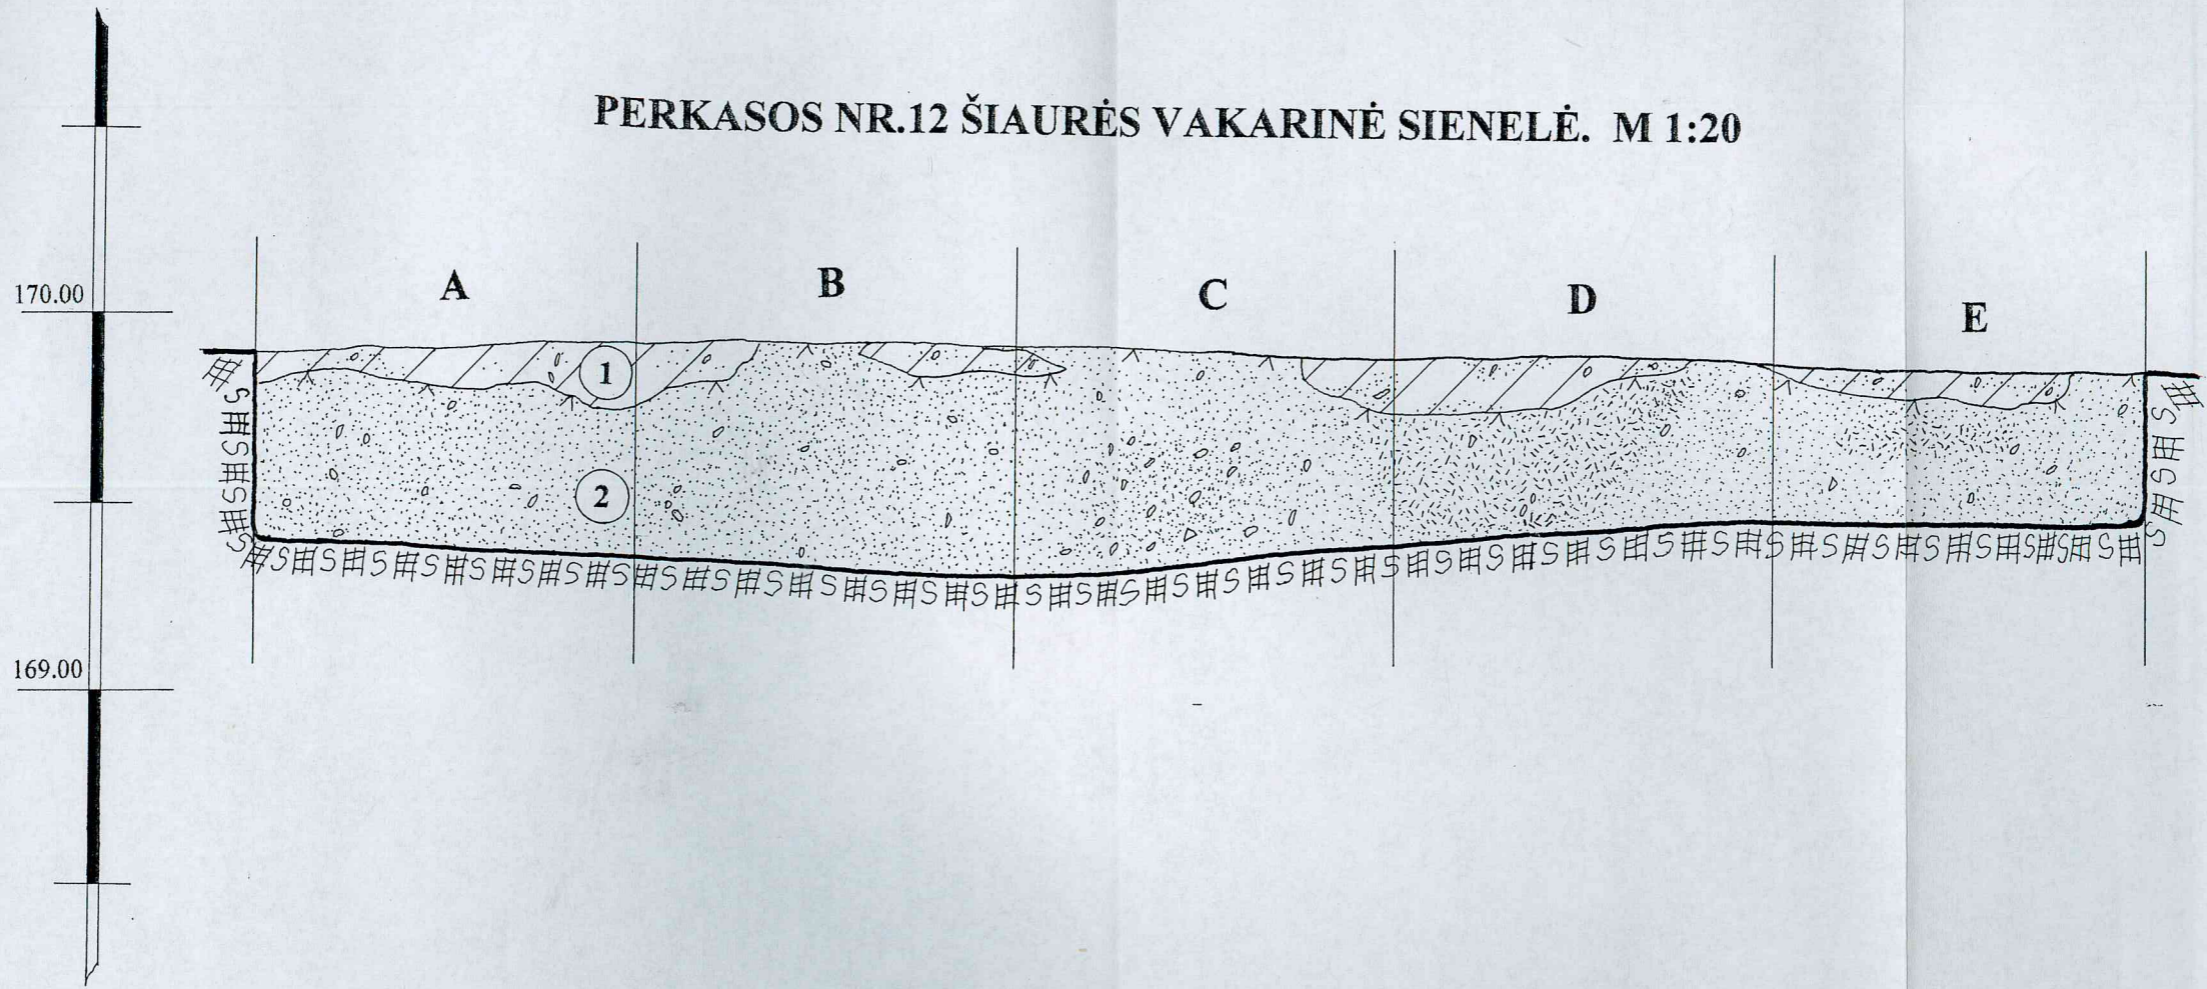 PERKASOS NR.12 ŠIAURĖS VAKARINĖ SIENELĖ. M 1:20
A B C D E
170.00
1
2
169.00